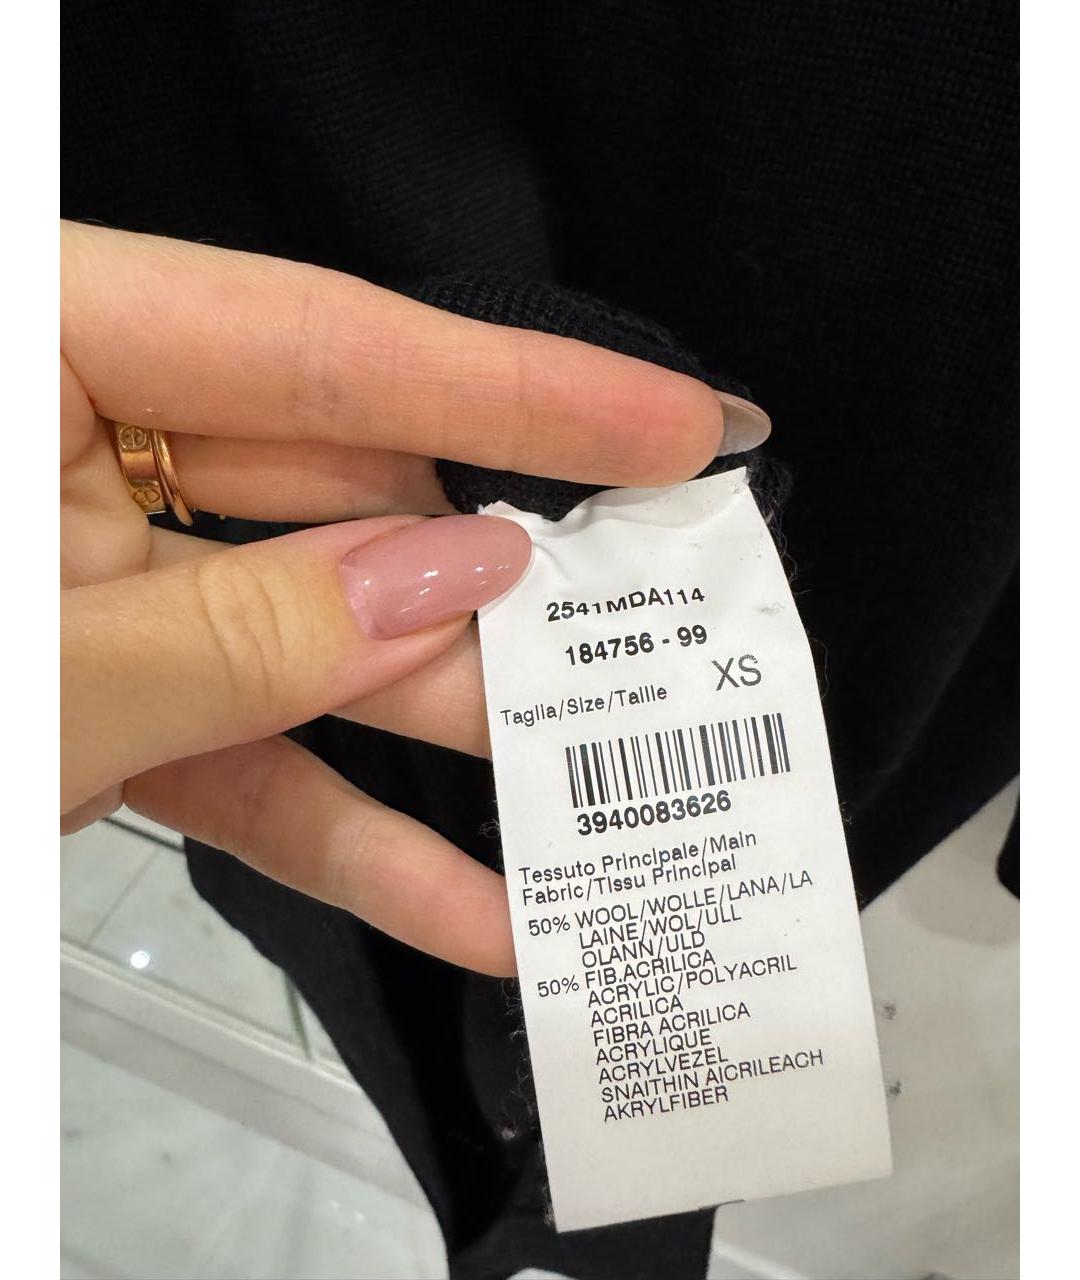 2541MDA114
184756 - 99
Taglia/Size/Taille XS
3940083626
Tessuto Principale/Main
Fabric/Tissu Principal
50% WOOL/WOLLE/LANA/LA
LAINE/WOL/ULL
OLANN/ULD
50% FIB.ACRILICA
ACRYLIC/POLYACRIL
ACRILICA
FIBRA ACRILICA
ACRYLIQUE
ACRYLVEZEL
SNAITHIN AICRILEACH
AKRYLFIBER